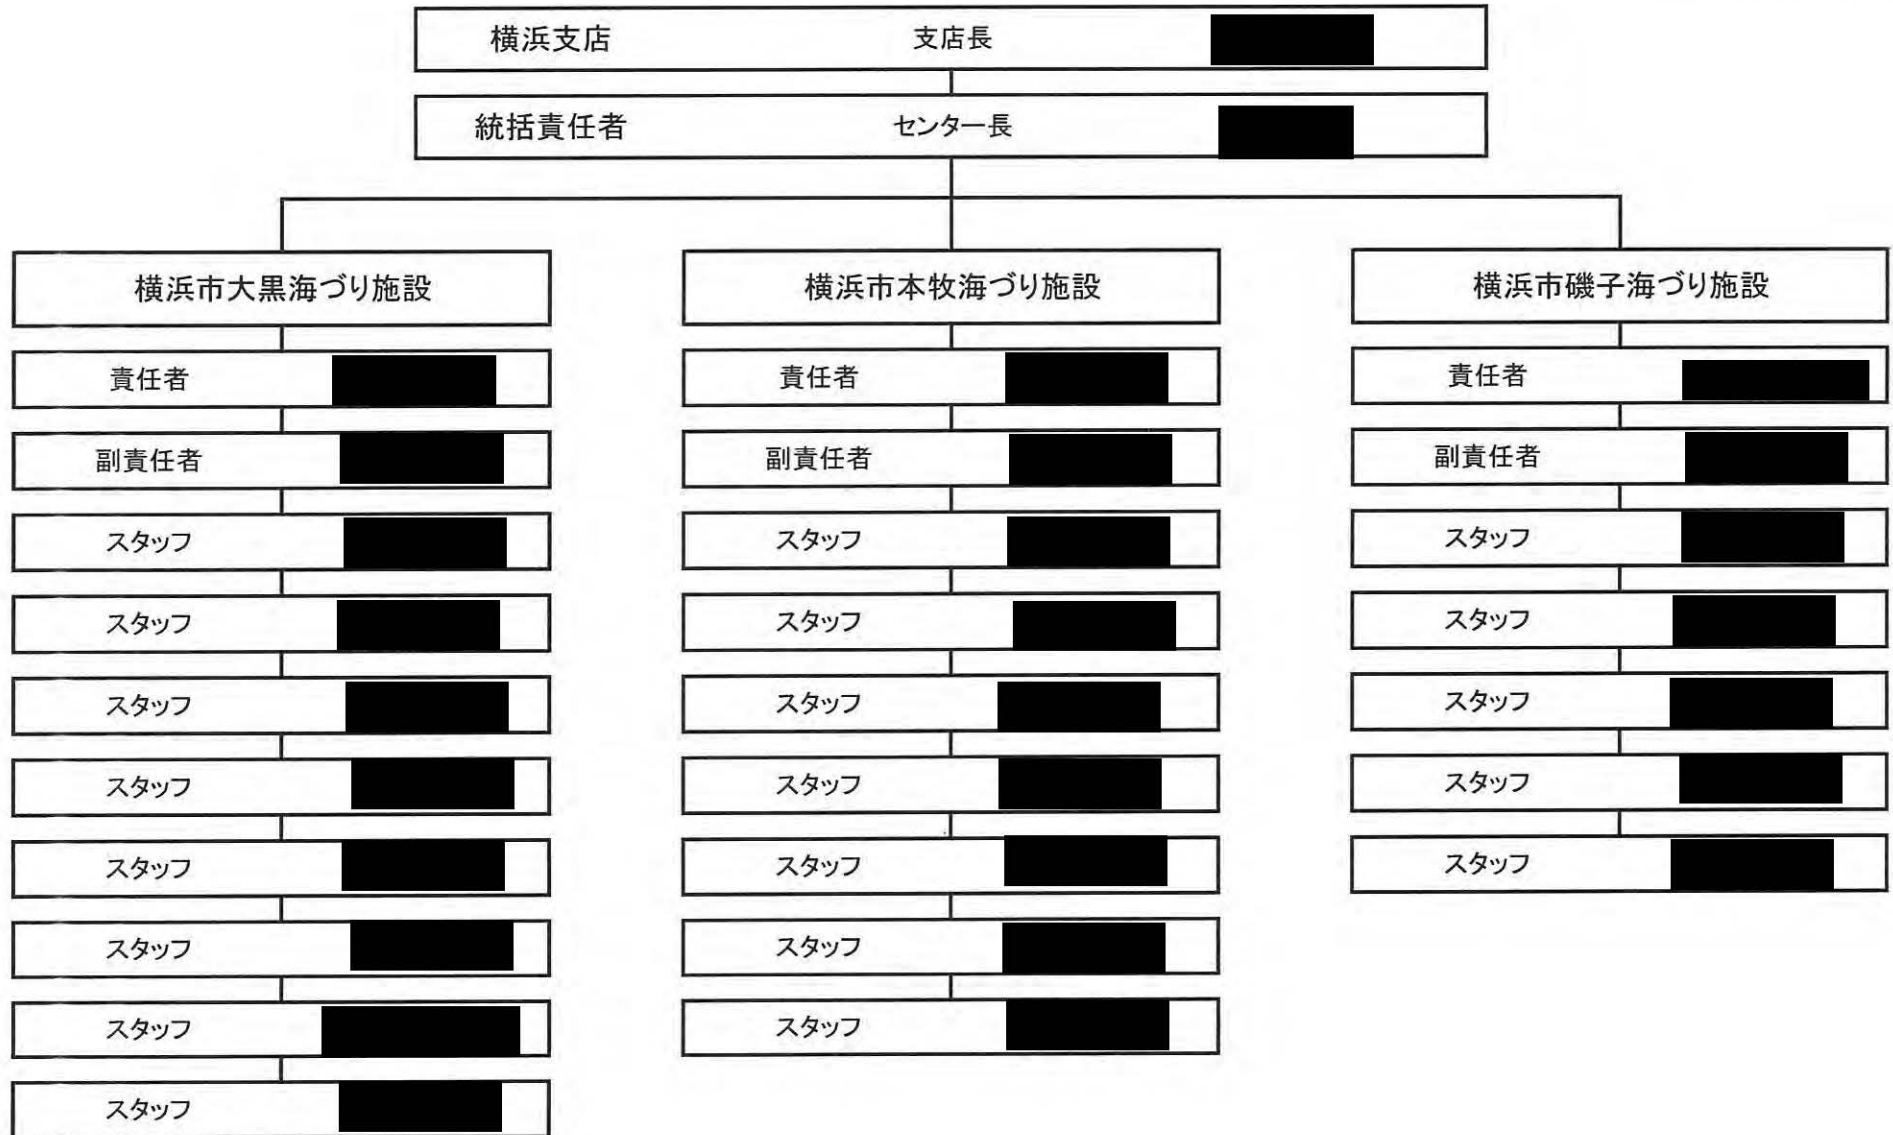 横浜支店 支店長
統括責任者 センター長
横浜市大黒海づり施設
責任者
副責任者
スタッフ
スタッフ
スタッフ
スタッフ
スタッフ
スタッフ
スタッフ
スタッフ
横浜市本牧海づり施設
責任者
副責任者
スタッフ
スタッフ
スタッフ
スタッフ
スタッフ
スタッフ
スタッフ
横浜市磯子海づり施設
責任者
副責任者
スタッフ
スタッフ
スタッフ
スタッフ
スタッフ